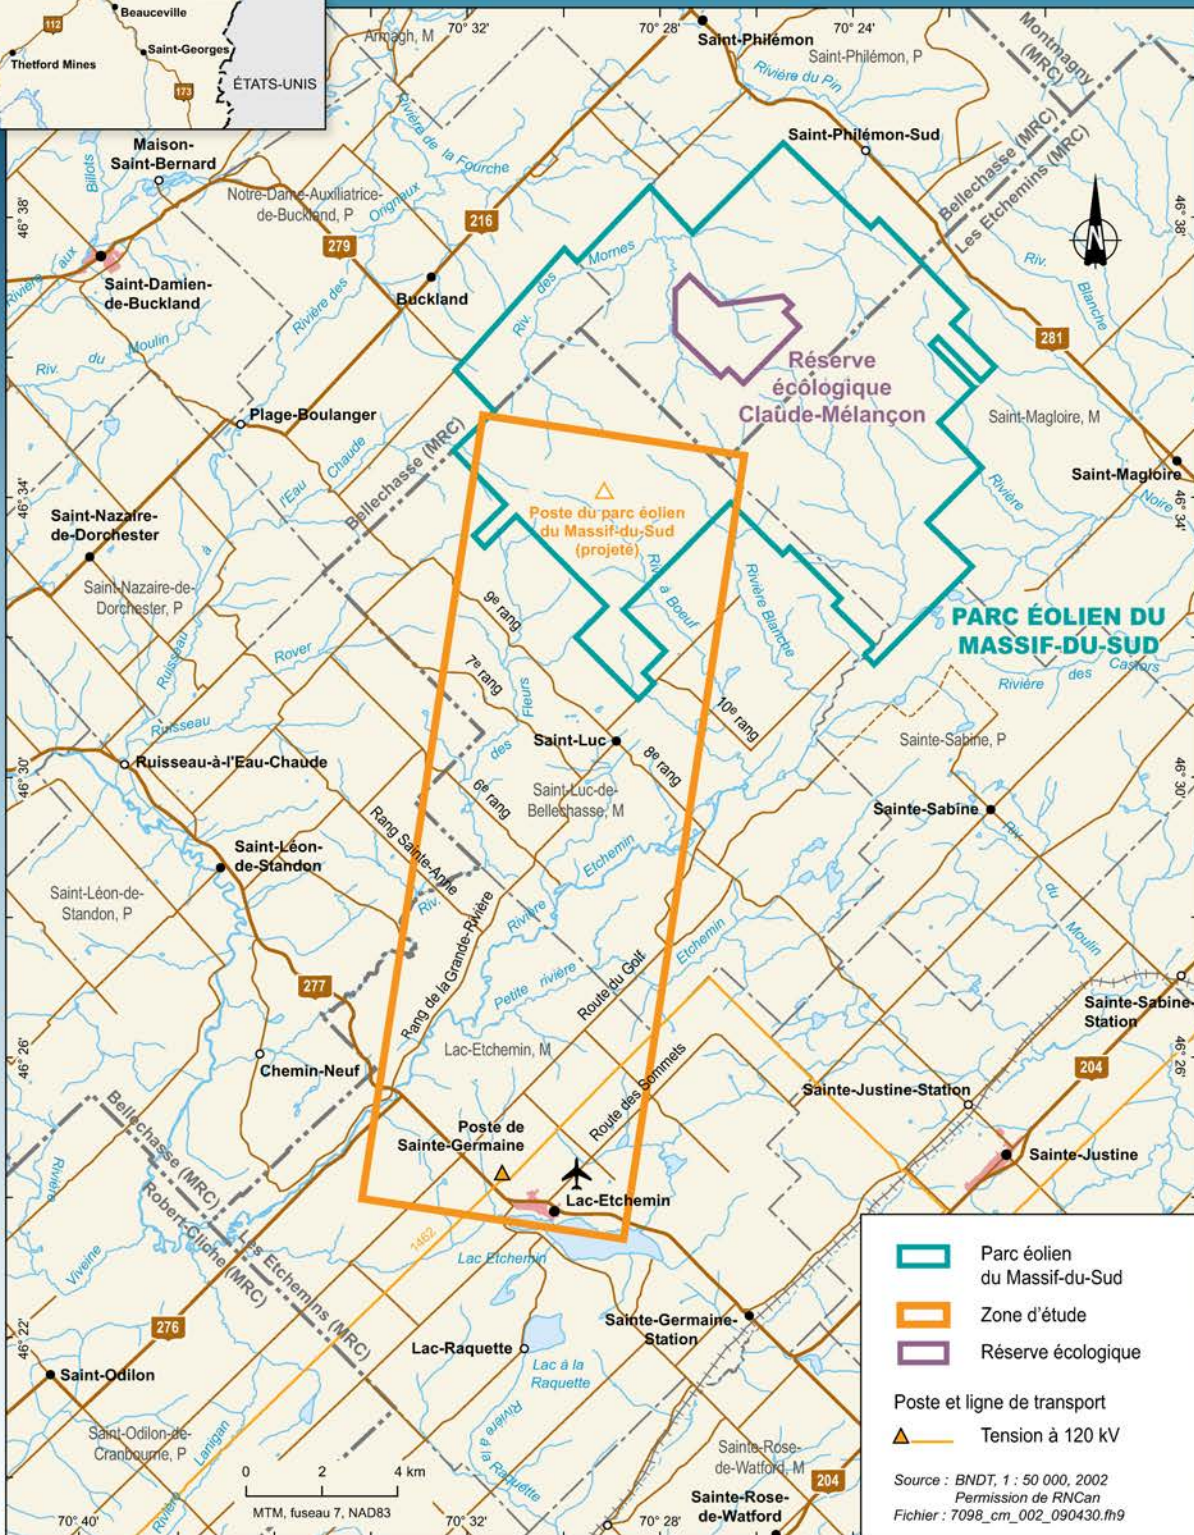 Beauceville
112
Saint-Georges
Thetford Mines
173
ÉTATS-UNIS
70° 32'
70° 28'
70° 24'
Armagh, M
Saint-Philémon
Saint-Philémon, P
Montmagny
(MRC)
Rivière du Pin
Rivière de la Fourche
Saint-Philémon-Sud
Bellechasse (MRC)
Les Etchemins (MRC)
Maison-
Saint-Bernard
Billots
Rivière aux
Notre-Dame-Auxiliatrice-
de-Buckland, P
Orignaux
Rivière des
46° 38'
46° 38'
216
279
N
Saint-Damien-
de-Buckland
Buckland
Riv. des Mornes
Riv. Blanche
281
Riv. du Moulin
Réserve
écologique
Claude-Mélançon
Saint-Magloire, M
Plage-Boulanger
l'Eau Chaude
Bellechasse (MRC)
Saint-Magloire
46° 34'
46° 34'
Rivière Noire
Saint-Nazaire-
de-Dorchester
Poste du parc éolien
du Massif-du-Sud
(projeté)
Saint-Nazaire-de-
Dorchester, P
Ruisseau à
Riv. à Boeuf
Rivière Blanche
9e rang
PARC ÉOLIEN DU
MASSIF-DU-SUD
Rivière des Castors
Ruisseau Rover
7e rang
Fleurs
des
10e rang
Saint-Luc
8e rang
Sainte-Sabine, P
Ruisseau-à-l'Eau-Chaude
46° 30'
46° 30'
6e rang
Saint-Luc-de-
Bellechasse, M
Sainte-Sabine
Riv. du Moulin
Rang Sainte-Anne
Riv.
Saint-Léon-
de-Standon
Saint-Léon-de-
Standon, P
Rivière Etchemin
Rang de la Grande-Rivière
Petite rivière Etchemin
Route du Golf
277
Sainte-Sabine-
Station
Lac-Etchemin, M
46° 26'
46° 26'
Chemin-Neuf
204
Route des Sommets
Sainte-Justine-Station
Poste de
Sainte-Germaine
Sainte-Justine
Bellechasse (MRC)
Robert-Cliche (MRC)
Les Etchemins (MRC)
Lac-Etchemin
Rivière
Viveine
1462
Lac Etchemin
276
46° 22'
Sainte-Germaine-
Station
Lac-Raquette
Lac à la
Raquette
Saint-Odilon
Saint-Odilon-de-
Cranbourne, P
Rivière Lanigan
Rivière à la Raquette
Sainte-Rose-
de-Watford, M
204
Sainte-Rose-
de-Watford
0 2 4 km
MTM, fuseau 7, NAD83
70° 40'
70° 32'
70° 28'
Parc éolien
du Massif-du-Sud
Zone d'étude
Réserve écologique
Poste et ligne de transport
Tension à 120 kV
Source : BNDT, 1 : 50 000, 2002
Permission de RNCan
Fichier : 7098_cm_002_090430.fh9